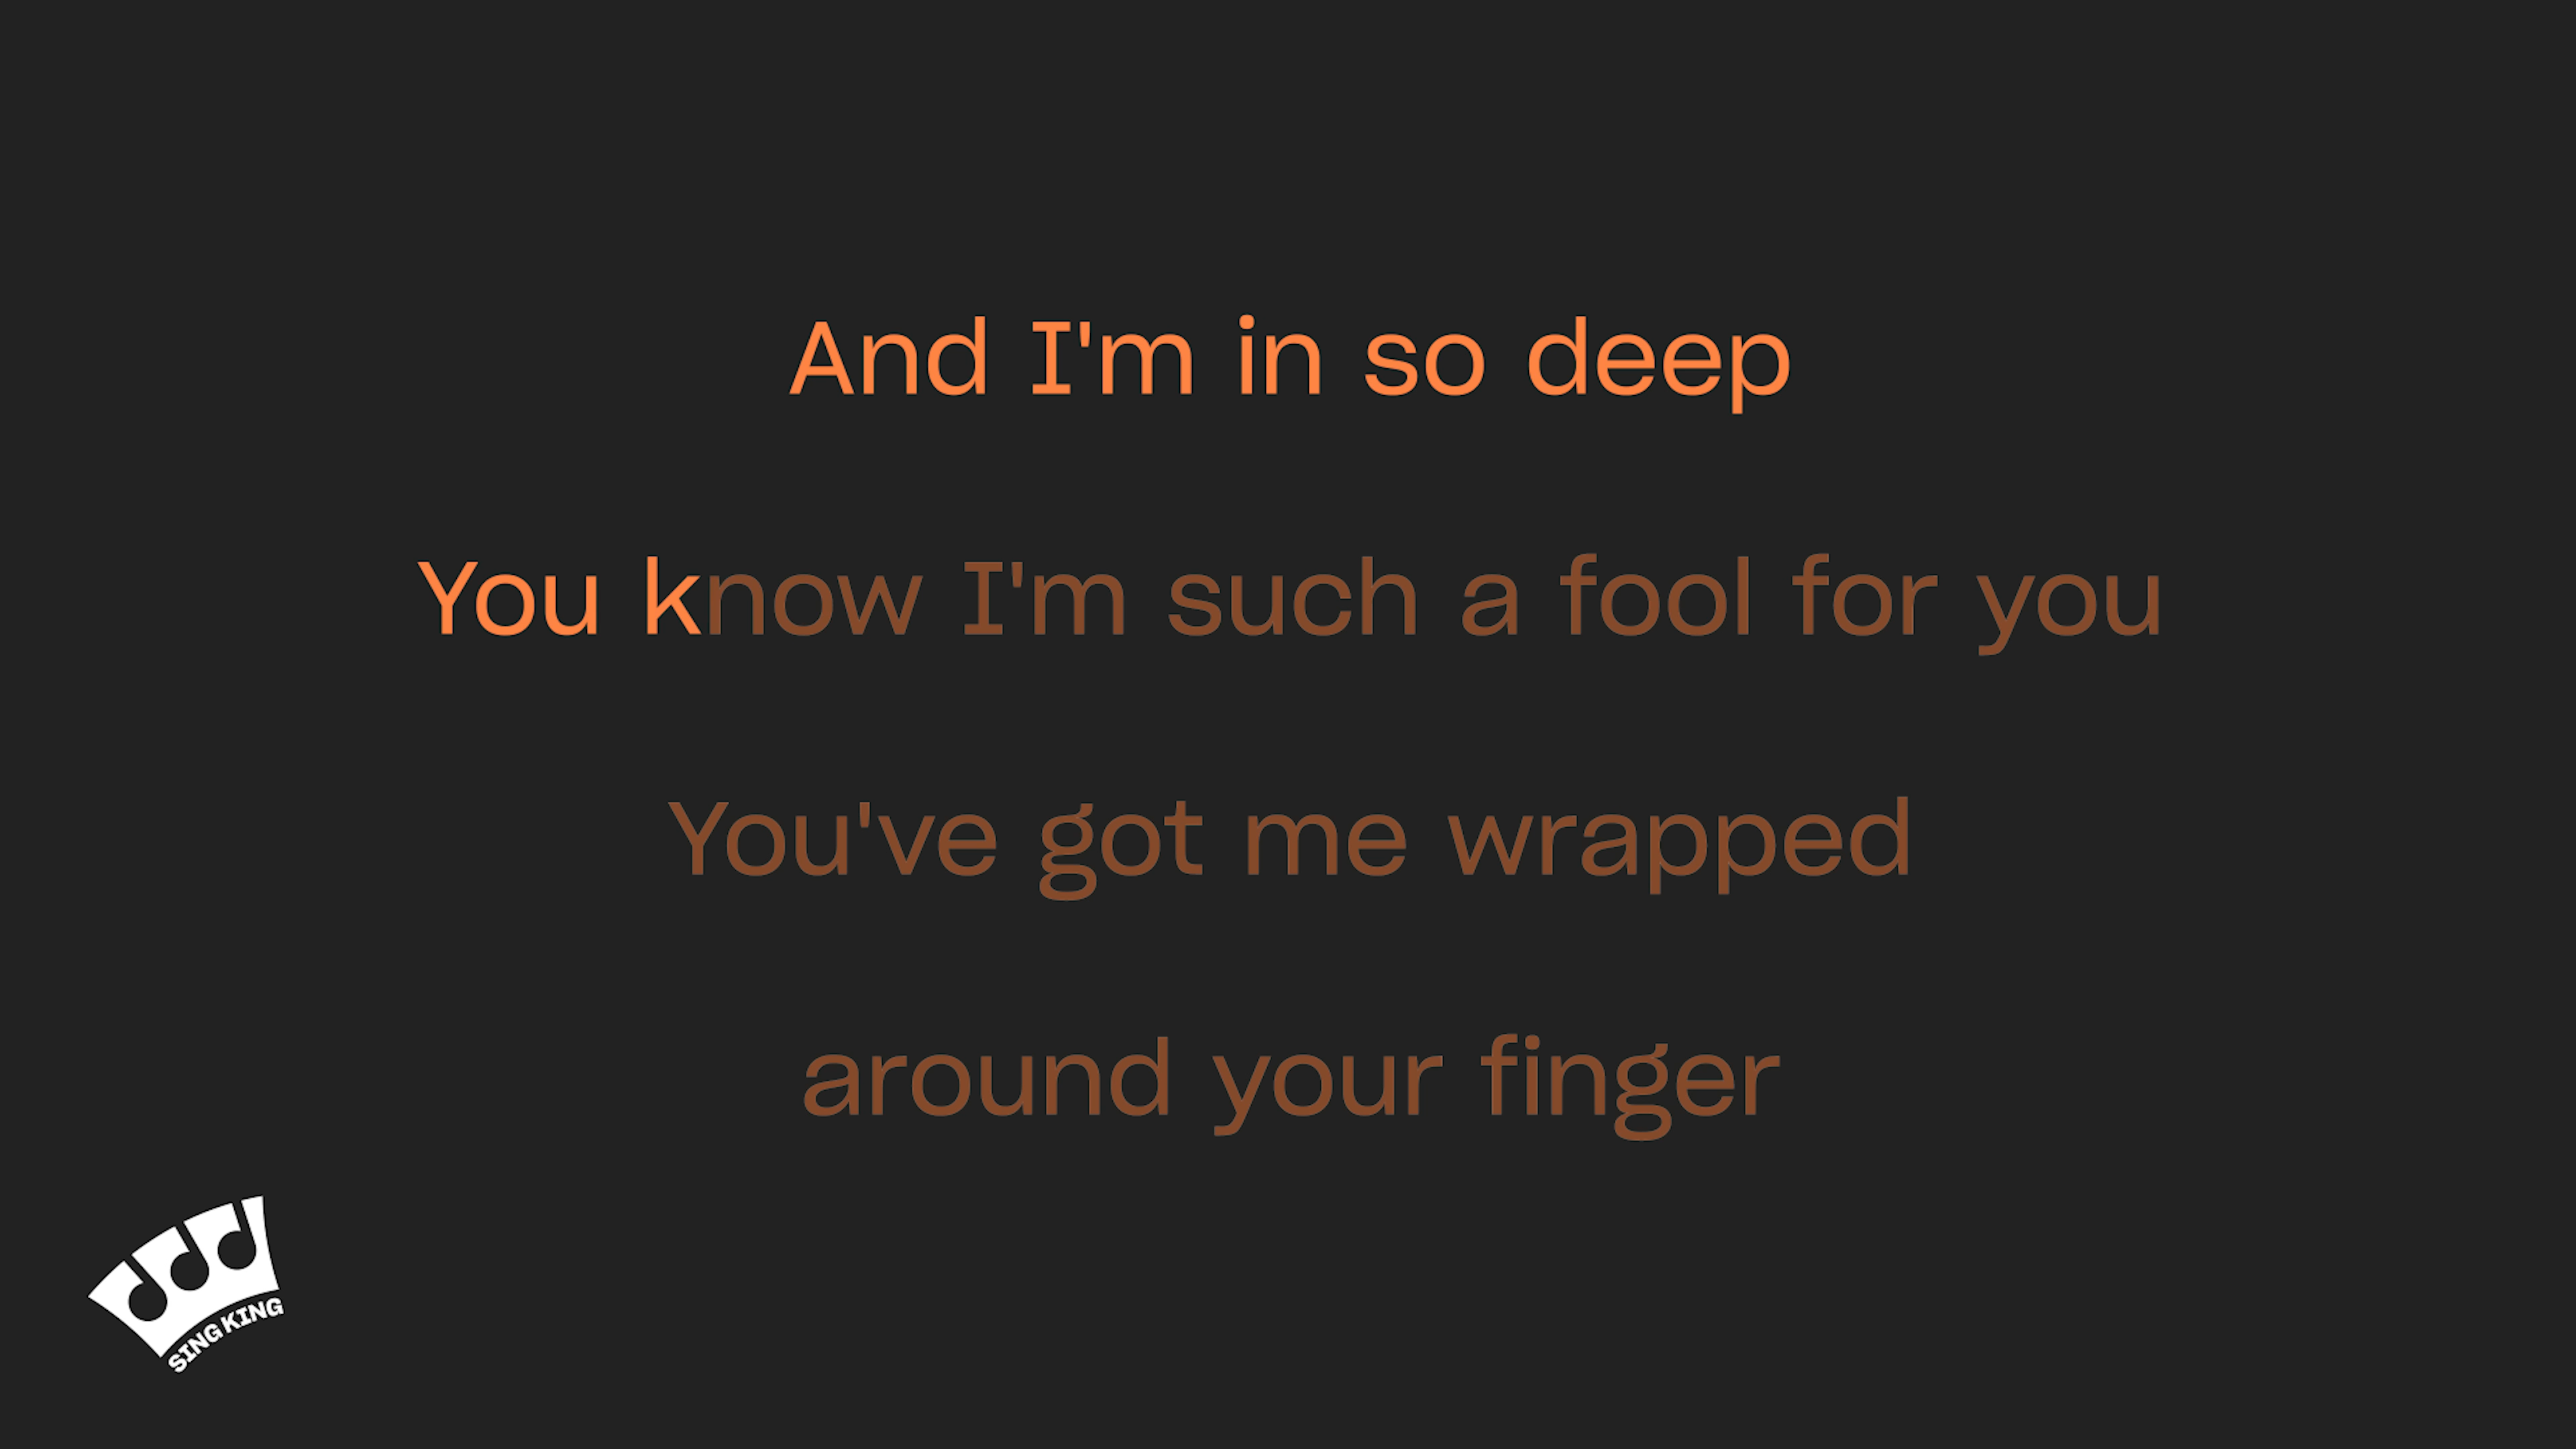 And I'm in so deep
You know I'm such a fool for you
You've got me wrapped
around your finger
SING KING